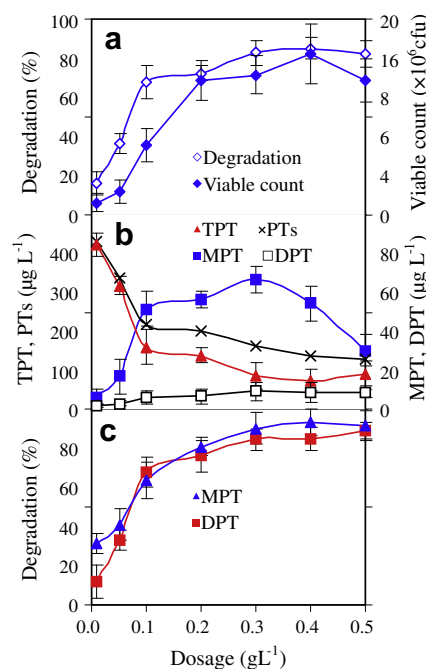 a
Degradation (%)
100
80
60
40
20
0
Viable count (×10⁶cfu)
20
16
12
8
4
0
Degradation
Viable count
b
TPT, PTs (µg L⁻¹)
400
300
200
100
0
MPT, DPT (µg L⁻¹)
80
60
40
20
0
TPT
PTs
MPT
DPT
c
Degradation (%)
80
60
40
20
0
MPT
DPT
0.0 0.1 0.2 0.3 0.4 0.5
Dosage (gL⁻¹)